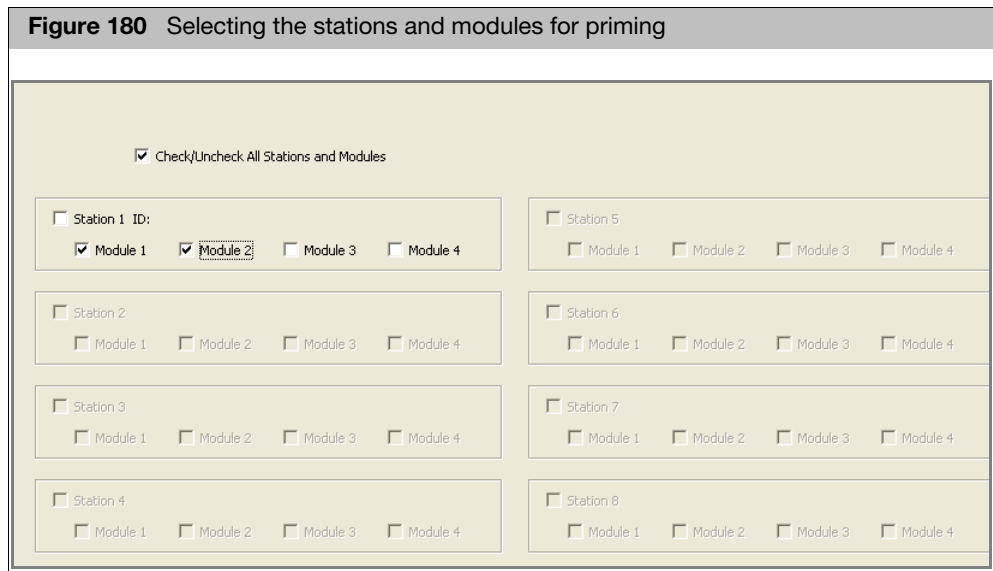 Figure 180 Selecting the stations and modules for priming
Check/Uncheck All Stations and Modules
Station 1 ID:
Module 1 Module 2 Module 3 Module 4
Station 2
Module 1 Module 2 Module 3 Module 4
Station 3
Module 1 Module 2 Module 3 Module 4
Station 4
Module 1 Module 2 Module 3 Module 4
Station 5
Module 1 Module 2 Module 3 Module 4
Station 6
Module 1 Module 2 Module 3 Module 4
Station 7
Module 1 Module 2 Module 3 Module 4
Station 8
Module 1 Module 2 Module 3 Module 4